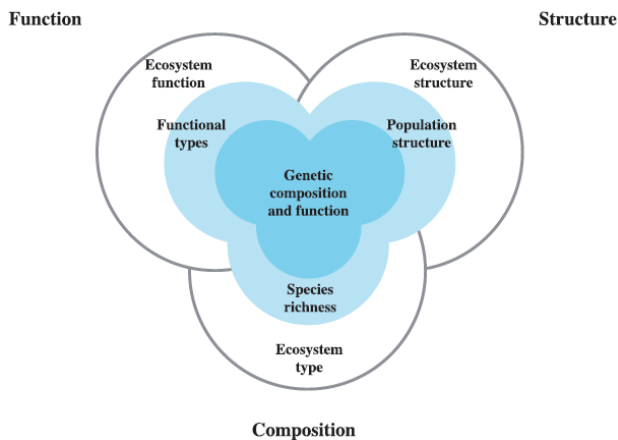 Function
Structure
Ecosystem
function
Ecosystem
structure
Functional
types
Population
structure
Genetic
composition
and function
Species
richness
Ecosystem
type
Composition